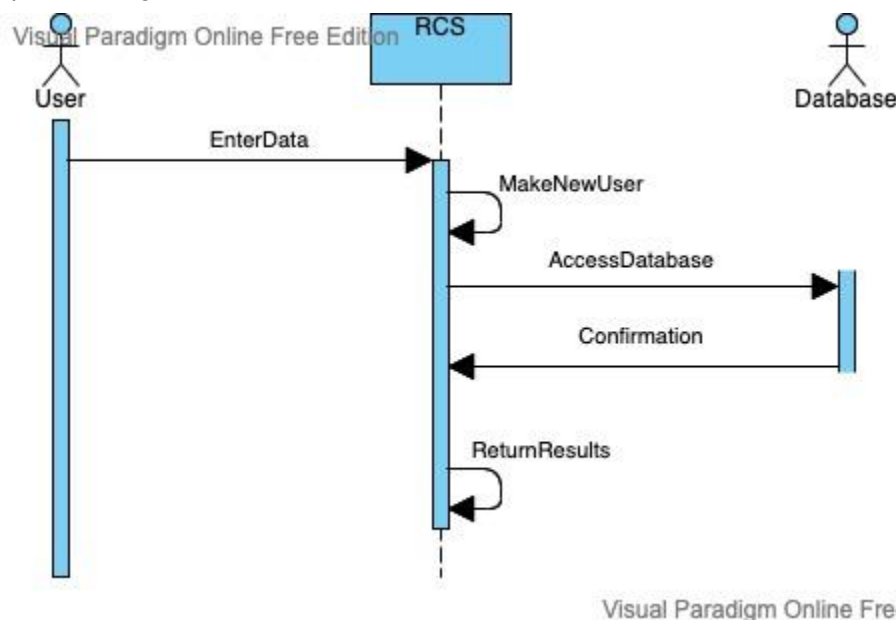 Visual Paradigm Online Free Edition
RCS
User
Database
EnterData
MakeNewUser
AccessDatabase
Confirmation
ReturnResults
Visual Paradigm Online Fre